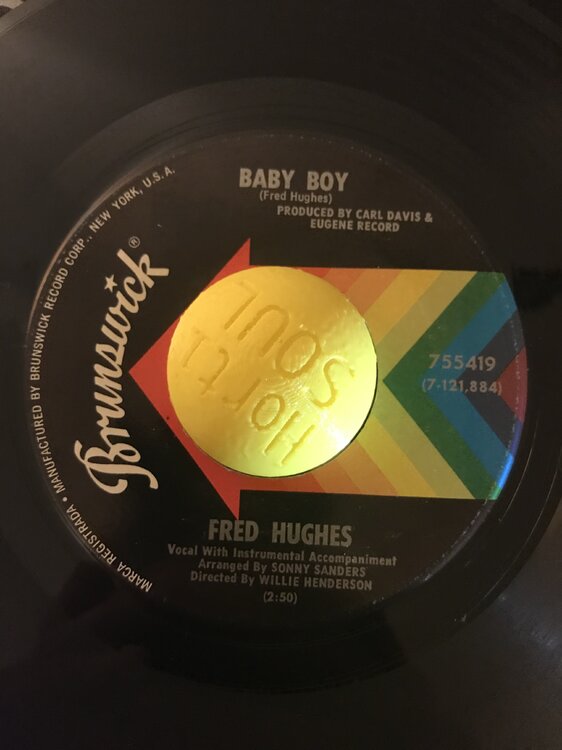 BABY BOY
(Fred Hughes)
PRODUCED BY CARL DAVIS &
EUGENE RECORD
Brunswick®
MARCA REGISTRADA • MANUFACTURED BY BRUNSWICK RECORD CORP., NEW YORK, U.S.A.
SOUL
755419
(7-121,884)
FRED HUGHES
Vocal With Instrumental Accompaniment
Arranged By SONNY SANDERS
Directed By WILLIE HENDERSON
(2:50)